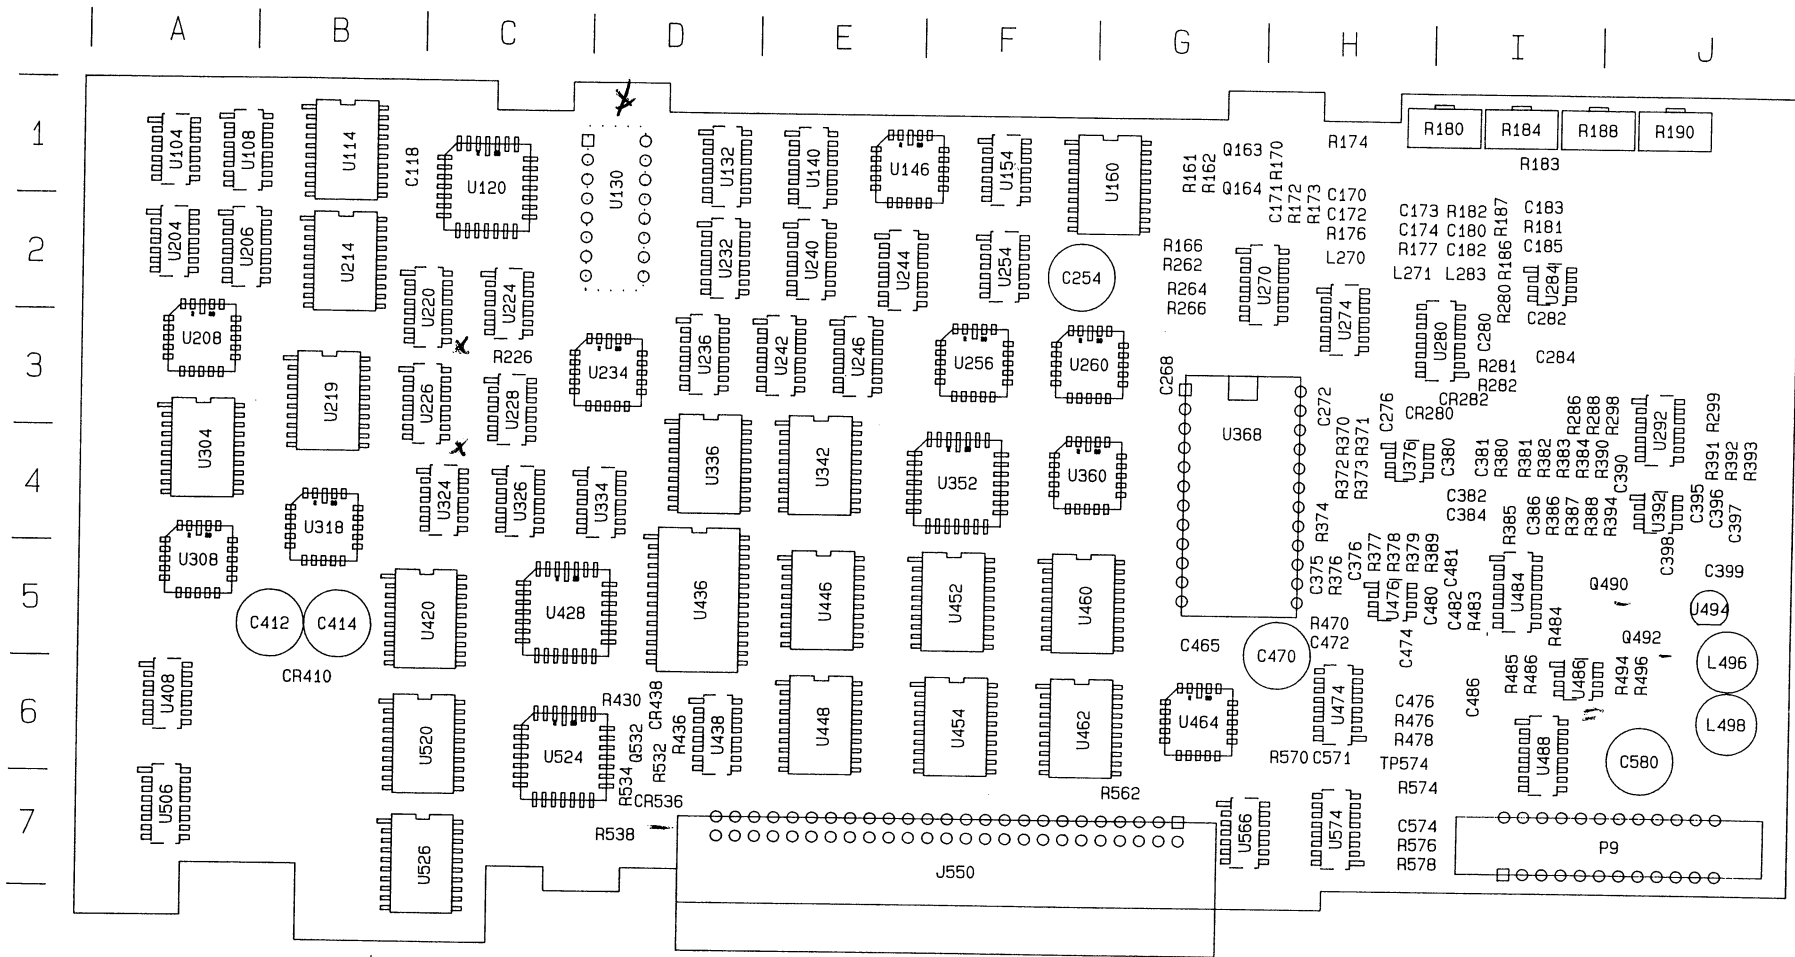 A B C D E F G H I J
1
U104 U108 U114 C118 U120 U130 U132 U140 U146 U154 U160 R161 R162 Q163 Q164 R170 C171 R172 R173 R174 R180 R184 R188 R190
R183
C170
C172
R176
C173 R182 R187 C183
C174 C180 R181
R177 C182 R186 C185
2
U204 U206 U214 U220 U224 U232 U240 U244 U254 C254
R166
R262
R264
R266
U270 L270 L271 L283 U284
R280 C280 C282
U274 U280
3
U208 U219 U226 R226 U228 U234 U236 U242 U246 U256 U260 C268
R281 C284
R282
CR282
CR280
C272 C276 R286 R288 R298 U292 R299
4
U304 U318 U324 U326 U334 U336 U342 U352 U360 U368
R370 R371 R372 R373 U376 C380 C381 R380 R381 R382 R383 R384 R390 C390 R391 R392 R393
C382
C384
R374 R385 C386 R386 R387 R388 R394 U392 C395 C396 C397 C398
5
U308 C412 C414 U420 U428 U436 U446 U452 U460
C375 R376 C376 R377 R378 R379 R389 C481 U476 C480 C482 R483 U484 R484 Q490 C399 U494
R470
C472
C465 C470 C474 Q492
CR410
6
U408 U520 U524 R430 CR438 Q532 R532 R436 U438 U448 U454 U462 U464 U474
C476
R476
R478
C486 R485 R486 U486 R494 R496 L496
L498
R570 C571 TP574 U488 C580
R574
R534 CR536
R562
7
U506 U526 R538 J550 U566 U574
C574
R576
R578
P9